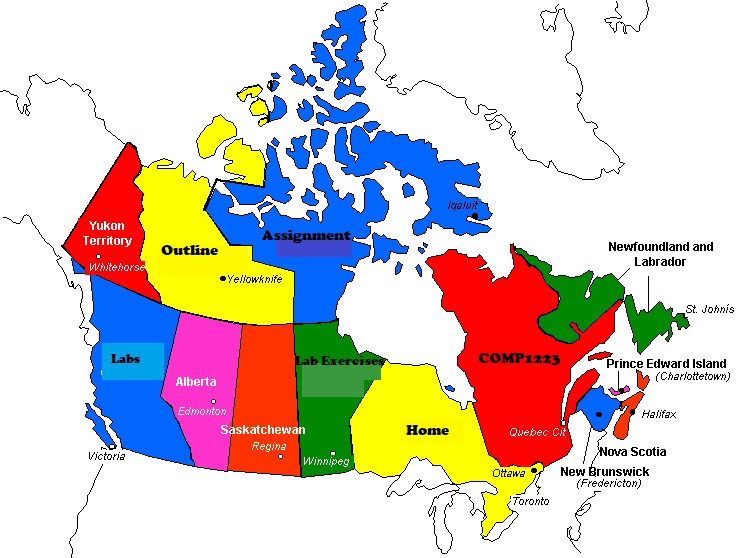 Iqaluit
Yukon
Territory
Whitehorse
Outline
Assignment
Yellowknife
Newfoundland and
Labrador
St. Johnís
Labs
Alberta
Edmonton
Saskatchewan
Regina
Lab Exercises
Winnipeg
Home
COMP1223
Quebec Cit
Prince Edward Island
(Charlottetown)
Halifax
Nova Scotia
New Brunswick
(Fredericton)
Victoria
Ottawa
Toronto